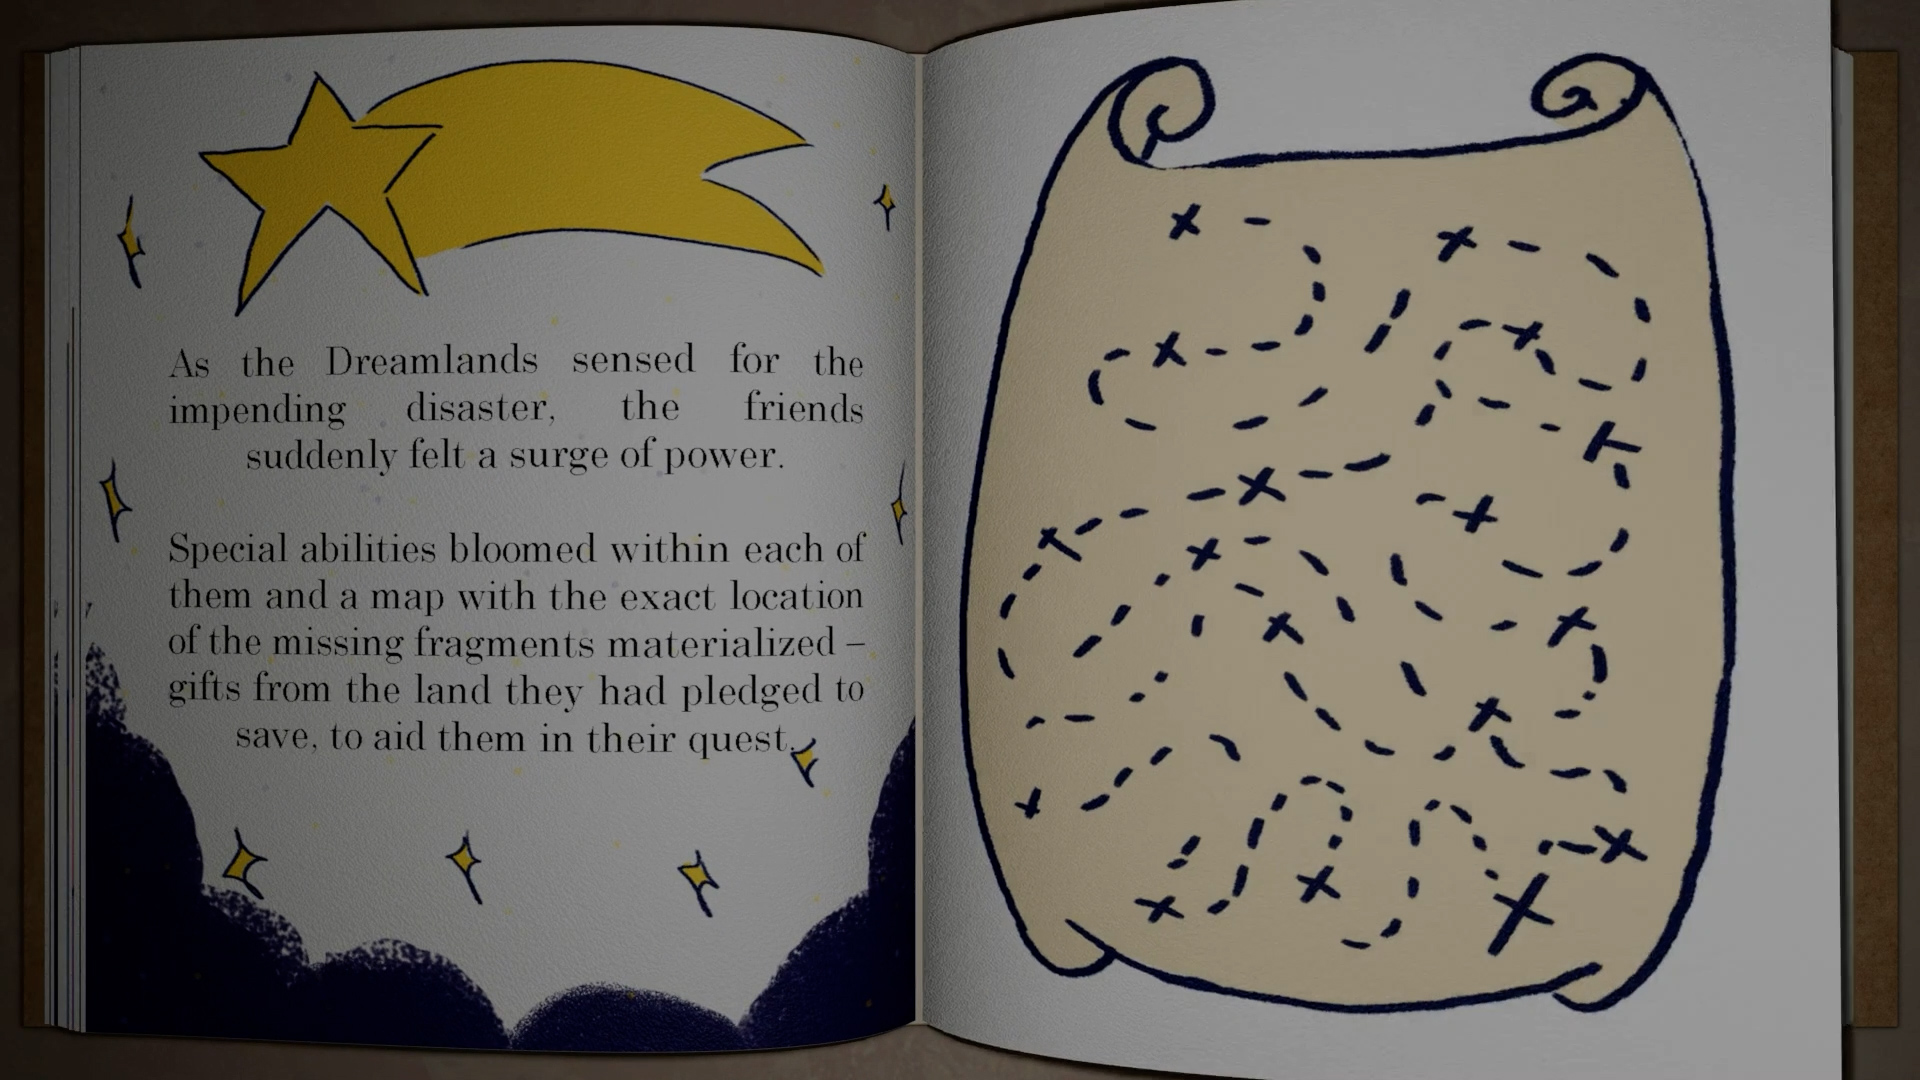 As the Dreamlands sensed for the
impending disaster, the friends
suddenly felt a surge of power.
Special abilities bloomed within each of
them and a map with the exact location
of the missing fragments materialized –
gifts from the land they had pledged to
save, to aid them in their quest.